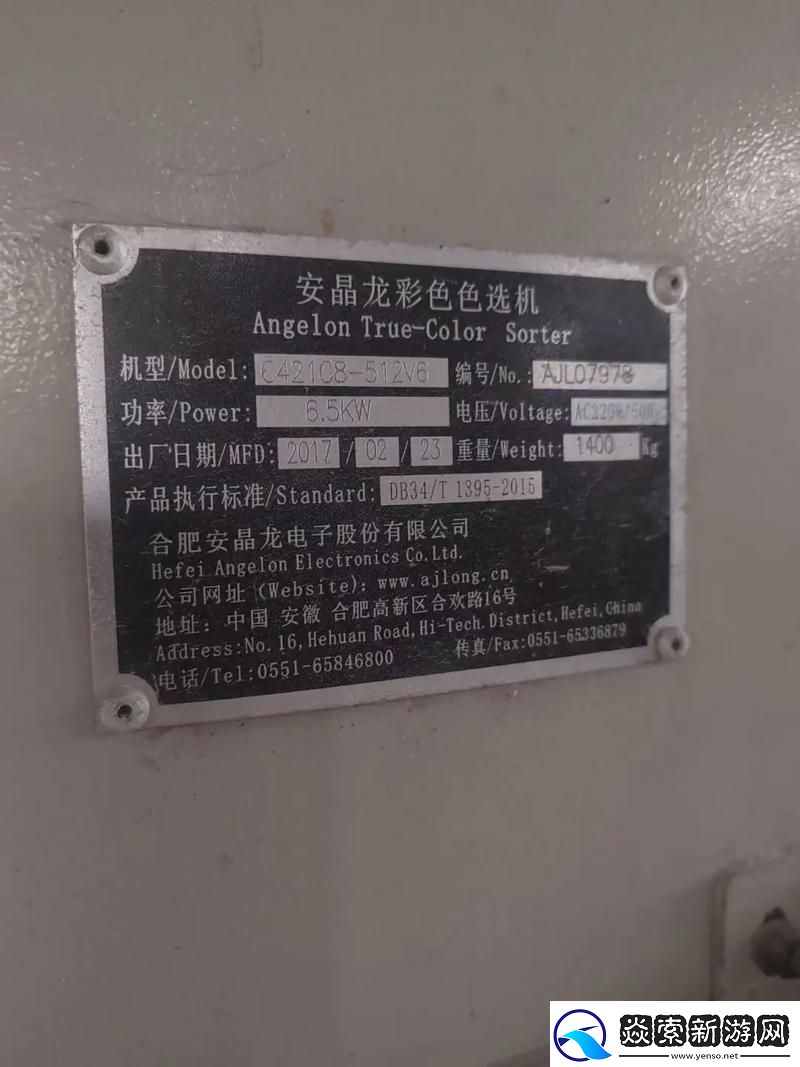 安晶龙彩色色选机
Angelon True-Color Sorter
机型/Model: C421C8-512V6 编号/No.: AJL07978
功率/Power: 6.5KW 电压/Voltage: AC220V/50Hz
出厂日期/MFD: 2017 / 02 / 23 重量/Weight: 1400 Kg
产品执行标准/Standard: DB34/T 1395-2015
合肥安晶龙电子股份有限公司
Hefei Angelon Electronics Co.Ltd.
公司网址(Website): www.ajlong.cn
地址: 中国 安徽 合肥高新区合欢路16号
Address:No.16,Hehuan Road,Hi-Tech.District,Hefei,China
电话/Tel:0551-65846800 传真/Fax:0551-65336879
焱索新游网
www.yenso.net